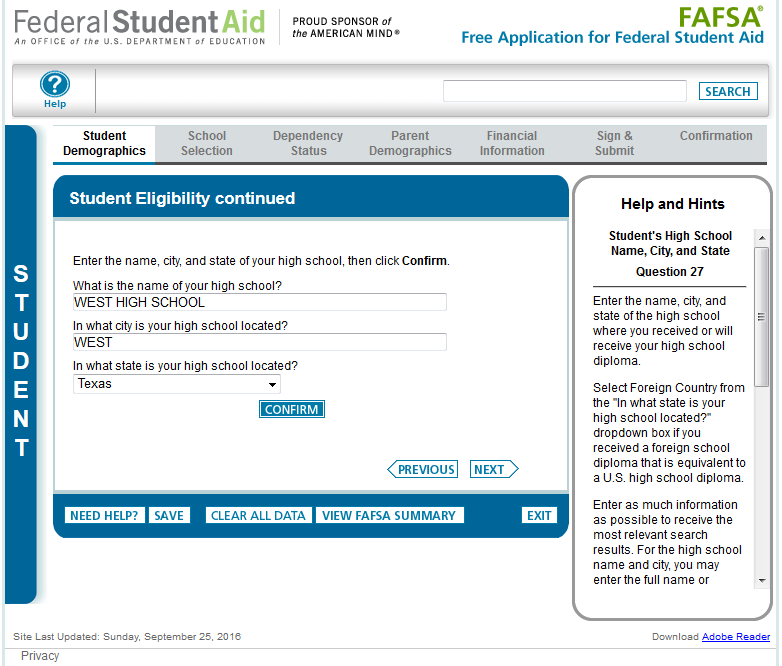 Federal Student Aid
An OFFICE of the U.S. DEPARTMENT of EDUCATION
PROUD SPONSOR of
the AMERICAN MIND®
FAFSA®
Free Application for Federal Student Aid
?
Help
SEARCH
Student
Demographics
School
Selection
Dependency
Status
Parent
Demographics
Financial
Information
Sign &
Submit
Confirmation
STUDENT
Student Eligibility continued
Enter the name, city, and state of your high school, then click Confirm.
What is the name of your high school?
WEST HIGH SCHOOL
In what city is your high school located?
WEST
In what state is your high school located?
Texas
CONFIRM
PREVIOUS
NEXT
NEED HELP?
SAVE
CLEAR ALL DATA
VIEW FAFSA SUMMARY
EXIT
Help and Hints
Student's High School
Name, City, and State
Question 27
Enter the name, city, and
state of the high school
where you received or will
receive your high school
diploma.
Select Foreign Country from
the "In what state is your
high school located?"
dropdown box if you
received a foreign school
diploma that is equivalent to
a U.S. high school diploma.
Enter as much information
as possible to receive the
most relevant search
results. For the high school
name and city, you may
enter the full name or
Site Last Updated: Sunday, September 25, 2016
Download Adobe Reader
Privacy